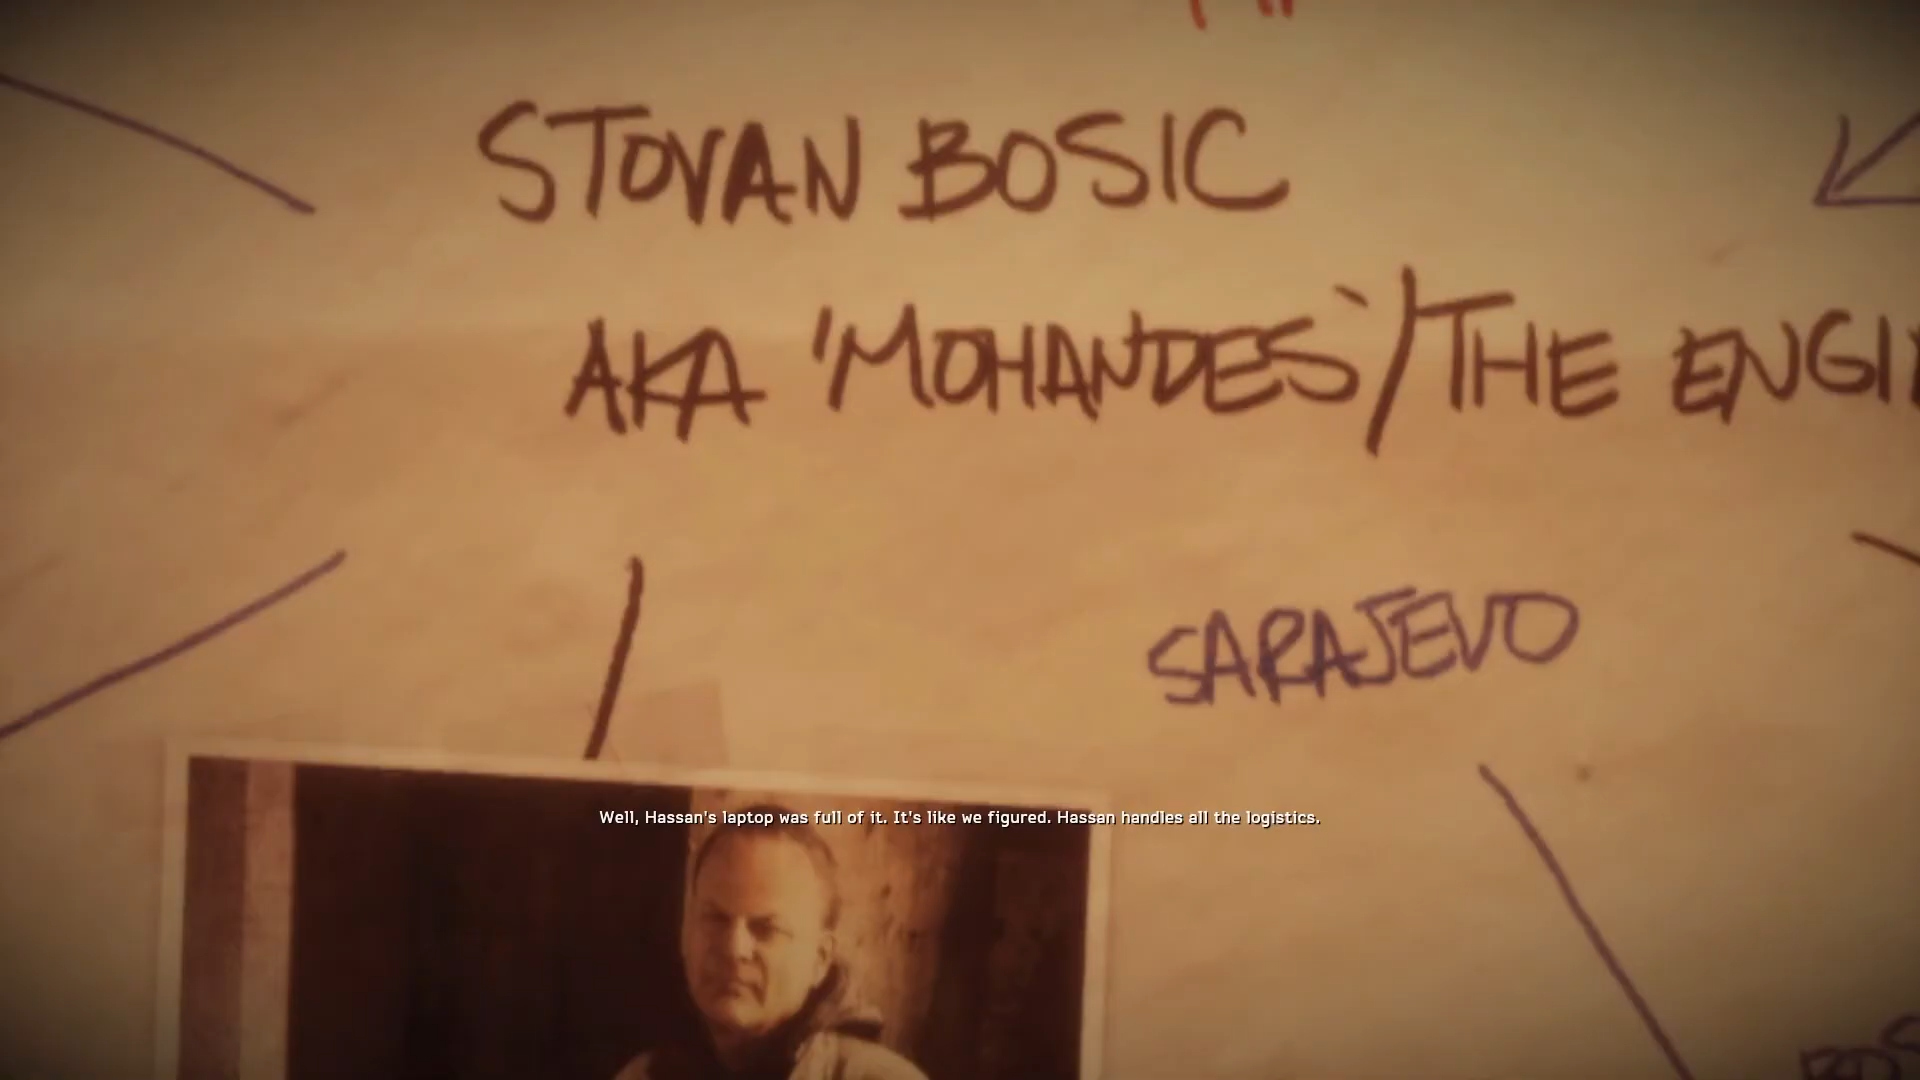 STOVAN BOSIC
AKA 'MOHANDES'/THE ENGI
SARAJEVO
Well, Hassan's laptop was full of it. It's like we figured. Hassan handles all the logistics.